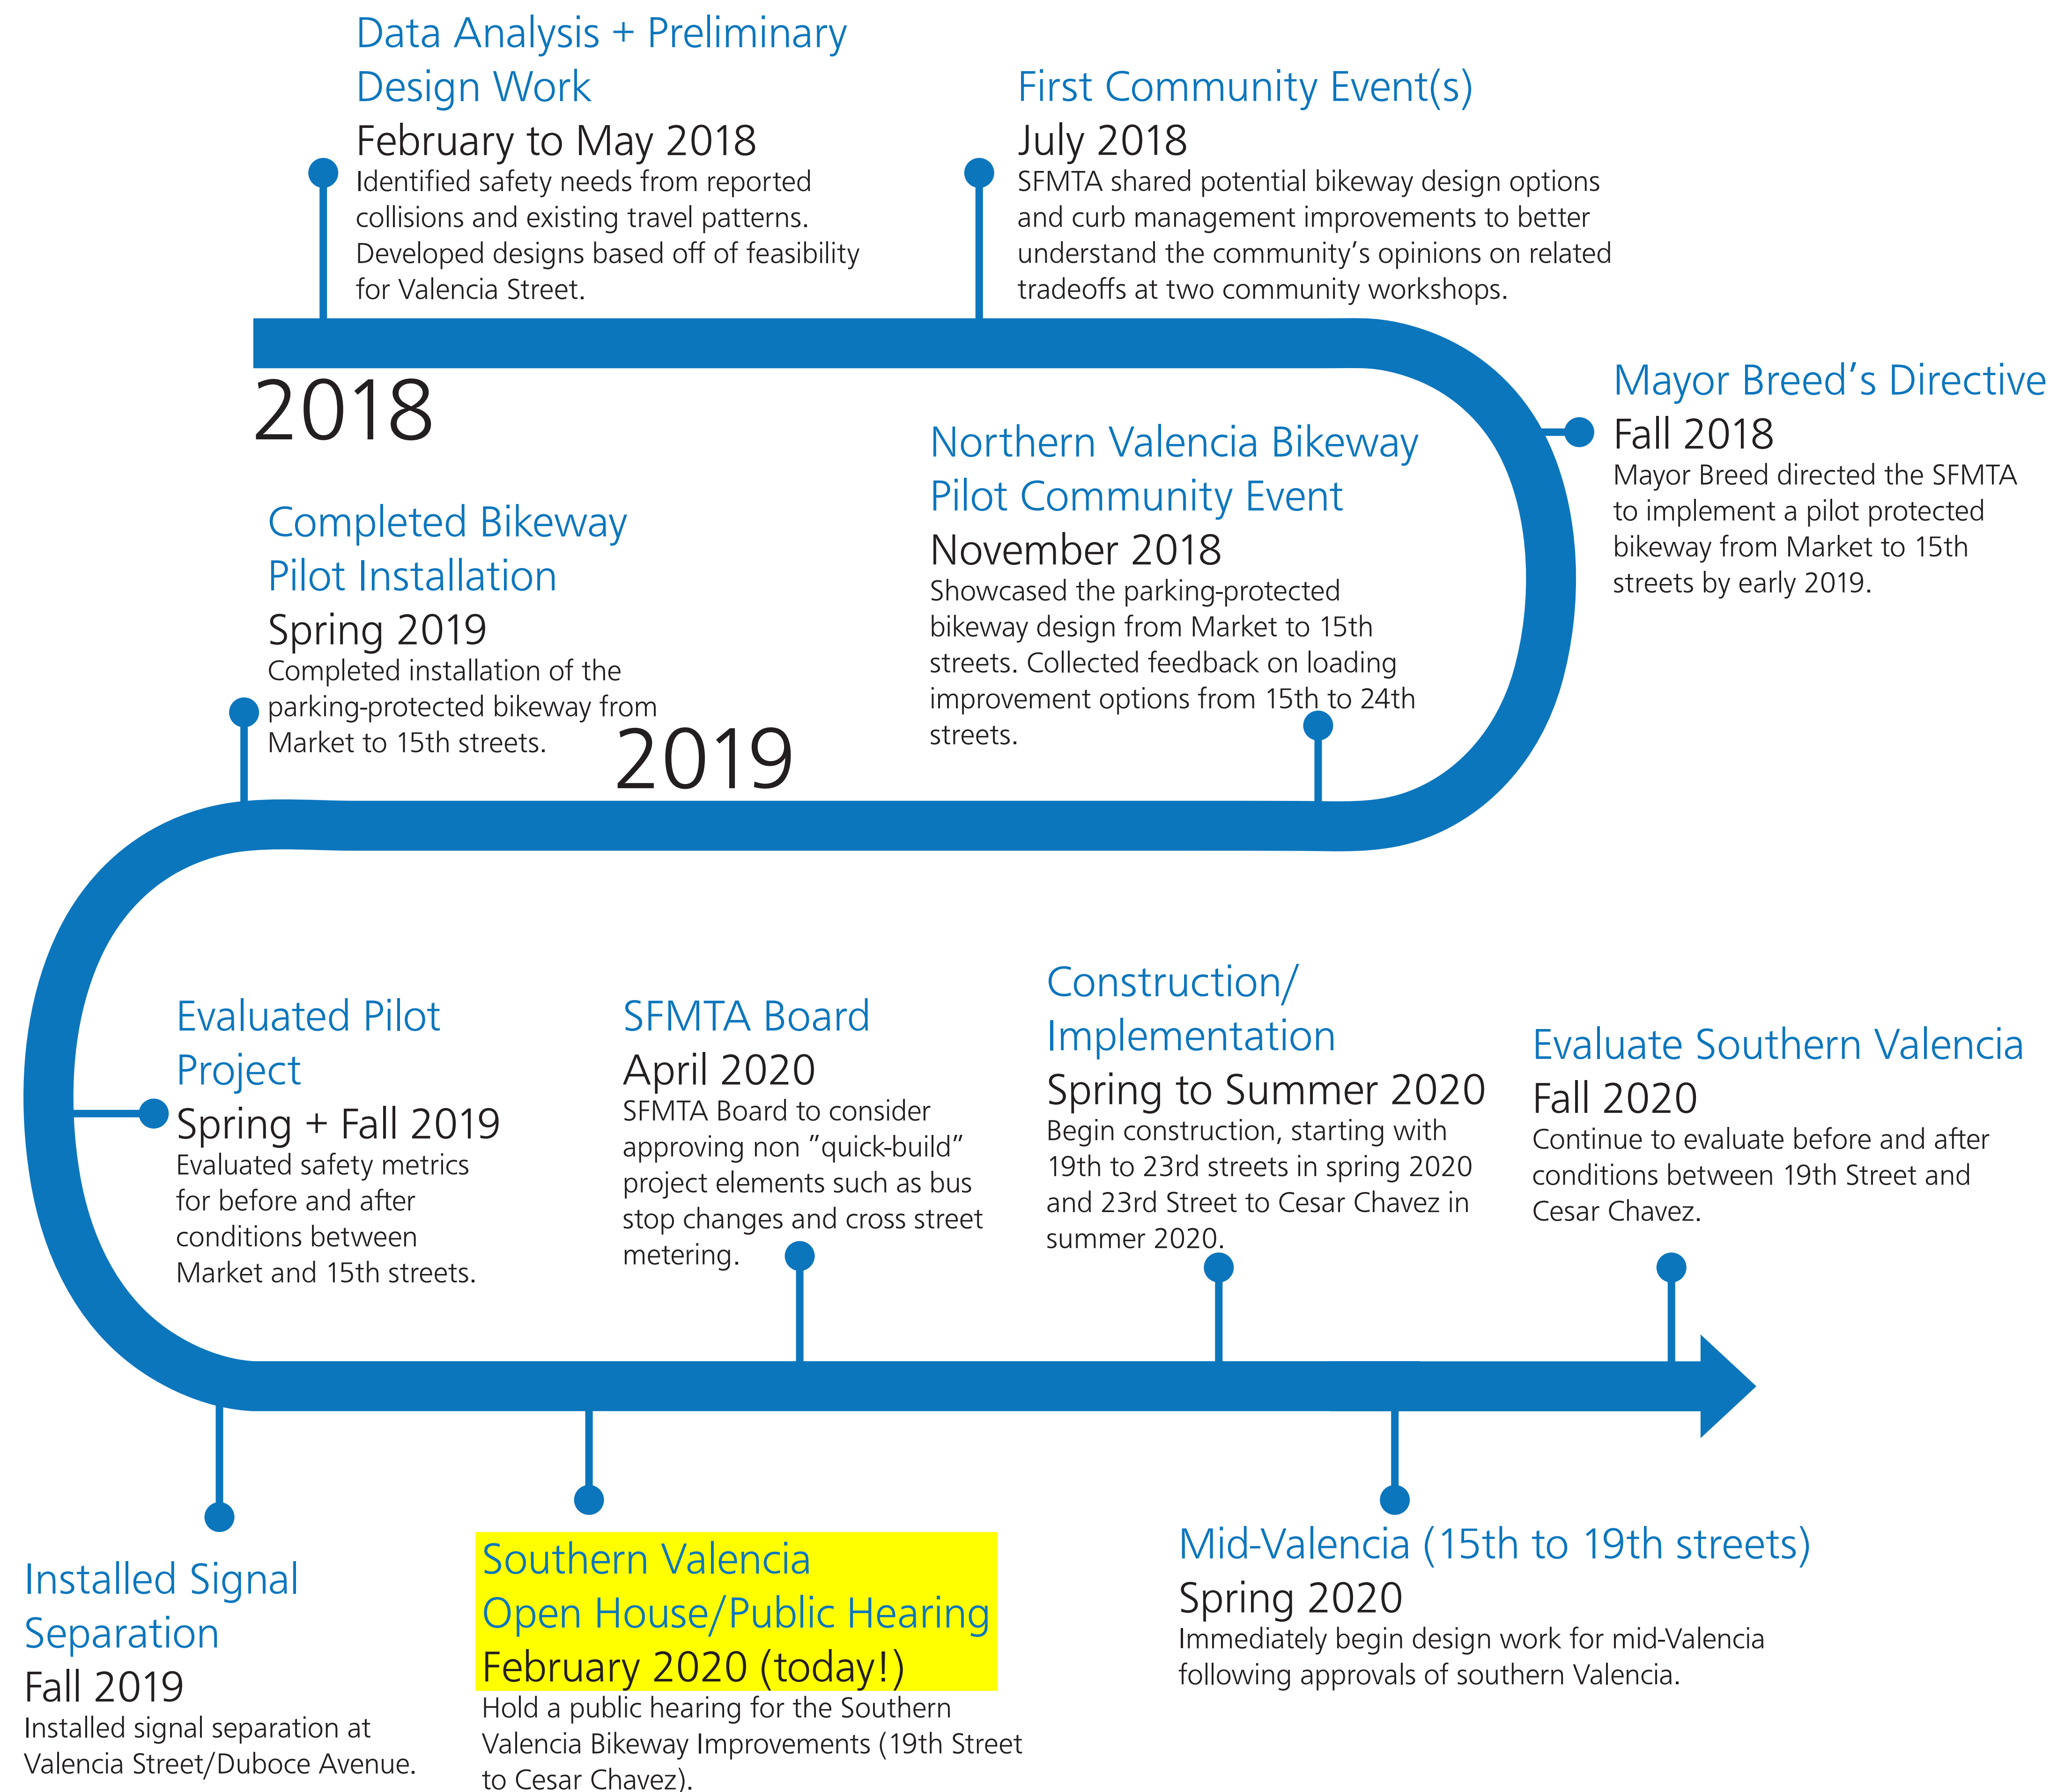 Data Analysis + Preliminary
Design Work
February to May 2018
Identified safety needs from reported
collisions and existing travel patterns.
Developed designs based off of feasibility
for Valencia Street.
First Community Event(s)
July 2018
SFMTA shared potential bikeway design options
and curb management improvements to better
understand the community’s opinions on related
tradeoffs at two community workshops.
2018
Mayor Breed’s Directive
Fall 2018
Mayor Breed directed the SFMTA
to implement a pilot protected
bikeway from Market to 15th
streets by early 2019.
Northern Valencia Bikeway
Pilot Community Event
November 2018
Showcased the parking-protected
bikeway design from Market to 15th
streets. Collected feedback on loading
improvement options from 15th to 24th
streets.
2019
Completed Bikeway
Pilot Installation
Spring 2019
Completed installation of the
parking-protected bikeway from
Market to 15th streets.
Evaluated Pilot
Project
Spring + Fall 2019
Evaluated safety metrics
for before and after
conditions between
Market and 15th streets.
Installed Signal
Separation
Fall 2019
Installed signal separation at
Valencia Street/Duboce Avenue.
Southern Valencia
Open House/Public Hearing
February 2020 (today!)
Hold a public hearing for the Southern
Valencia Bikeway Improvements (19th Street
to Cesar Chavez).
SFMTA Board
April 2020
SFMTA Board to consider
approving non ”quick-build”
project elements such as bus
stop changes and cross street
metering.
Construction/
Implementation
Spring to Summer 2020
Begin construction, starting with
19th to 23rd streets in spring 2020
and 23rd Street to Cesar Chavez in
summer 2020.
Mid-Valencia (15th to 19th streets)
Spring 2020
Immediately begin design work for mid-Valencia
following approvals of southern Valencia.
Evaluate Southern Valencia
Fall 2020
Continue to evaluate before and after
conditions between 19th Street and
Cesar Chavez.